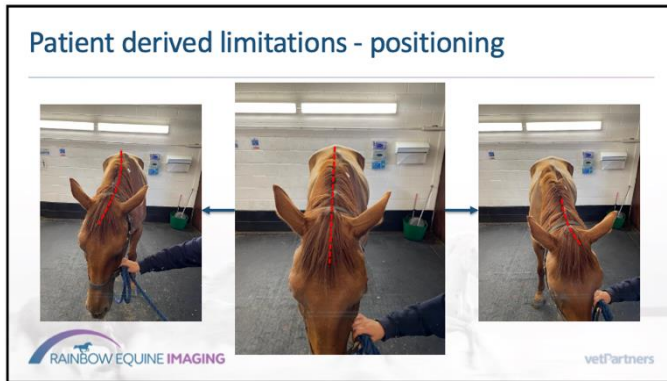 Patient derived limitations - positioning
RAINBOW EQUINE IMAGING
vetPartners